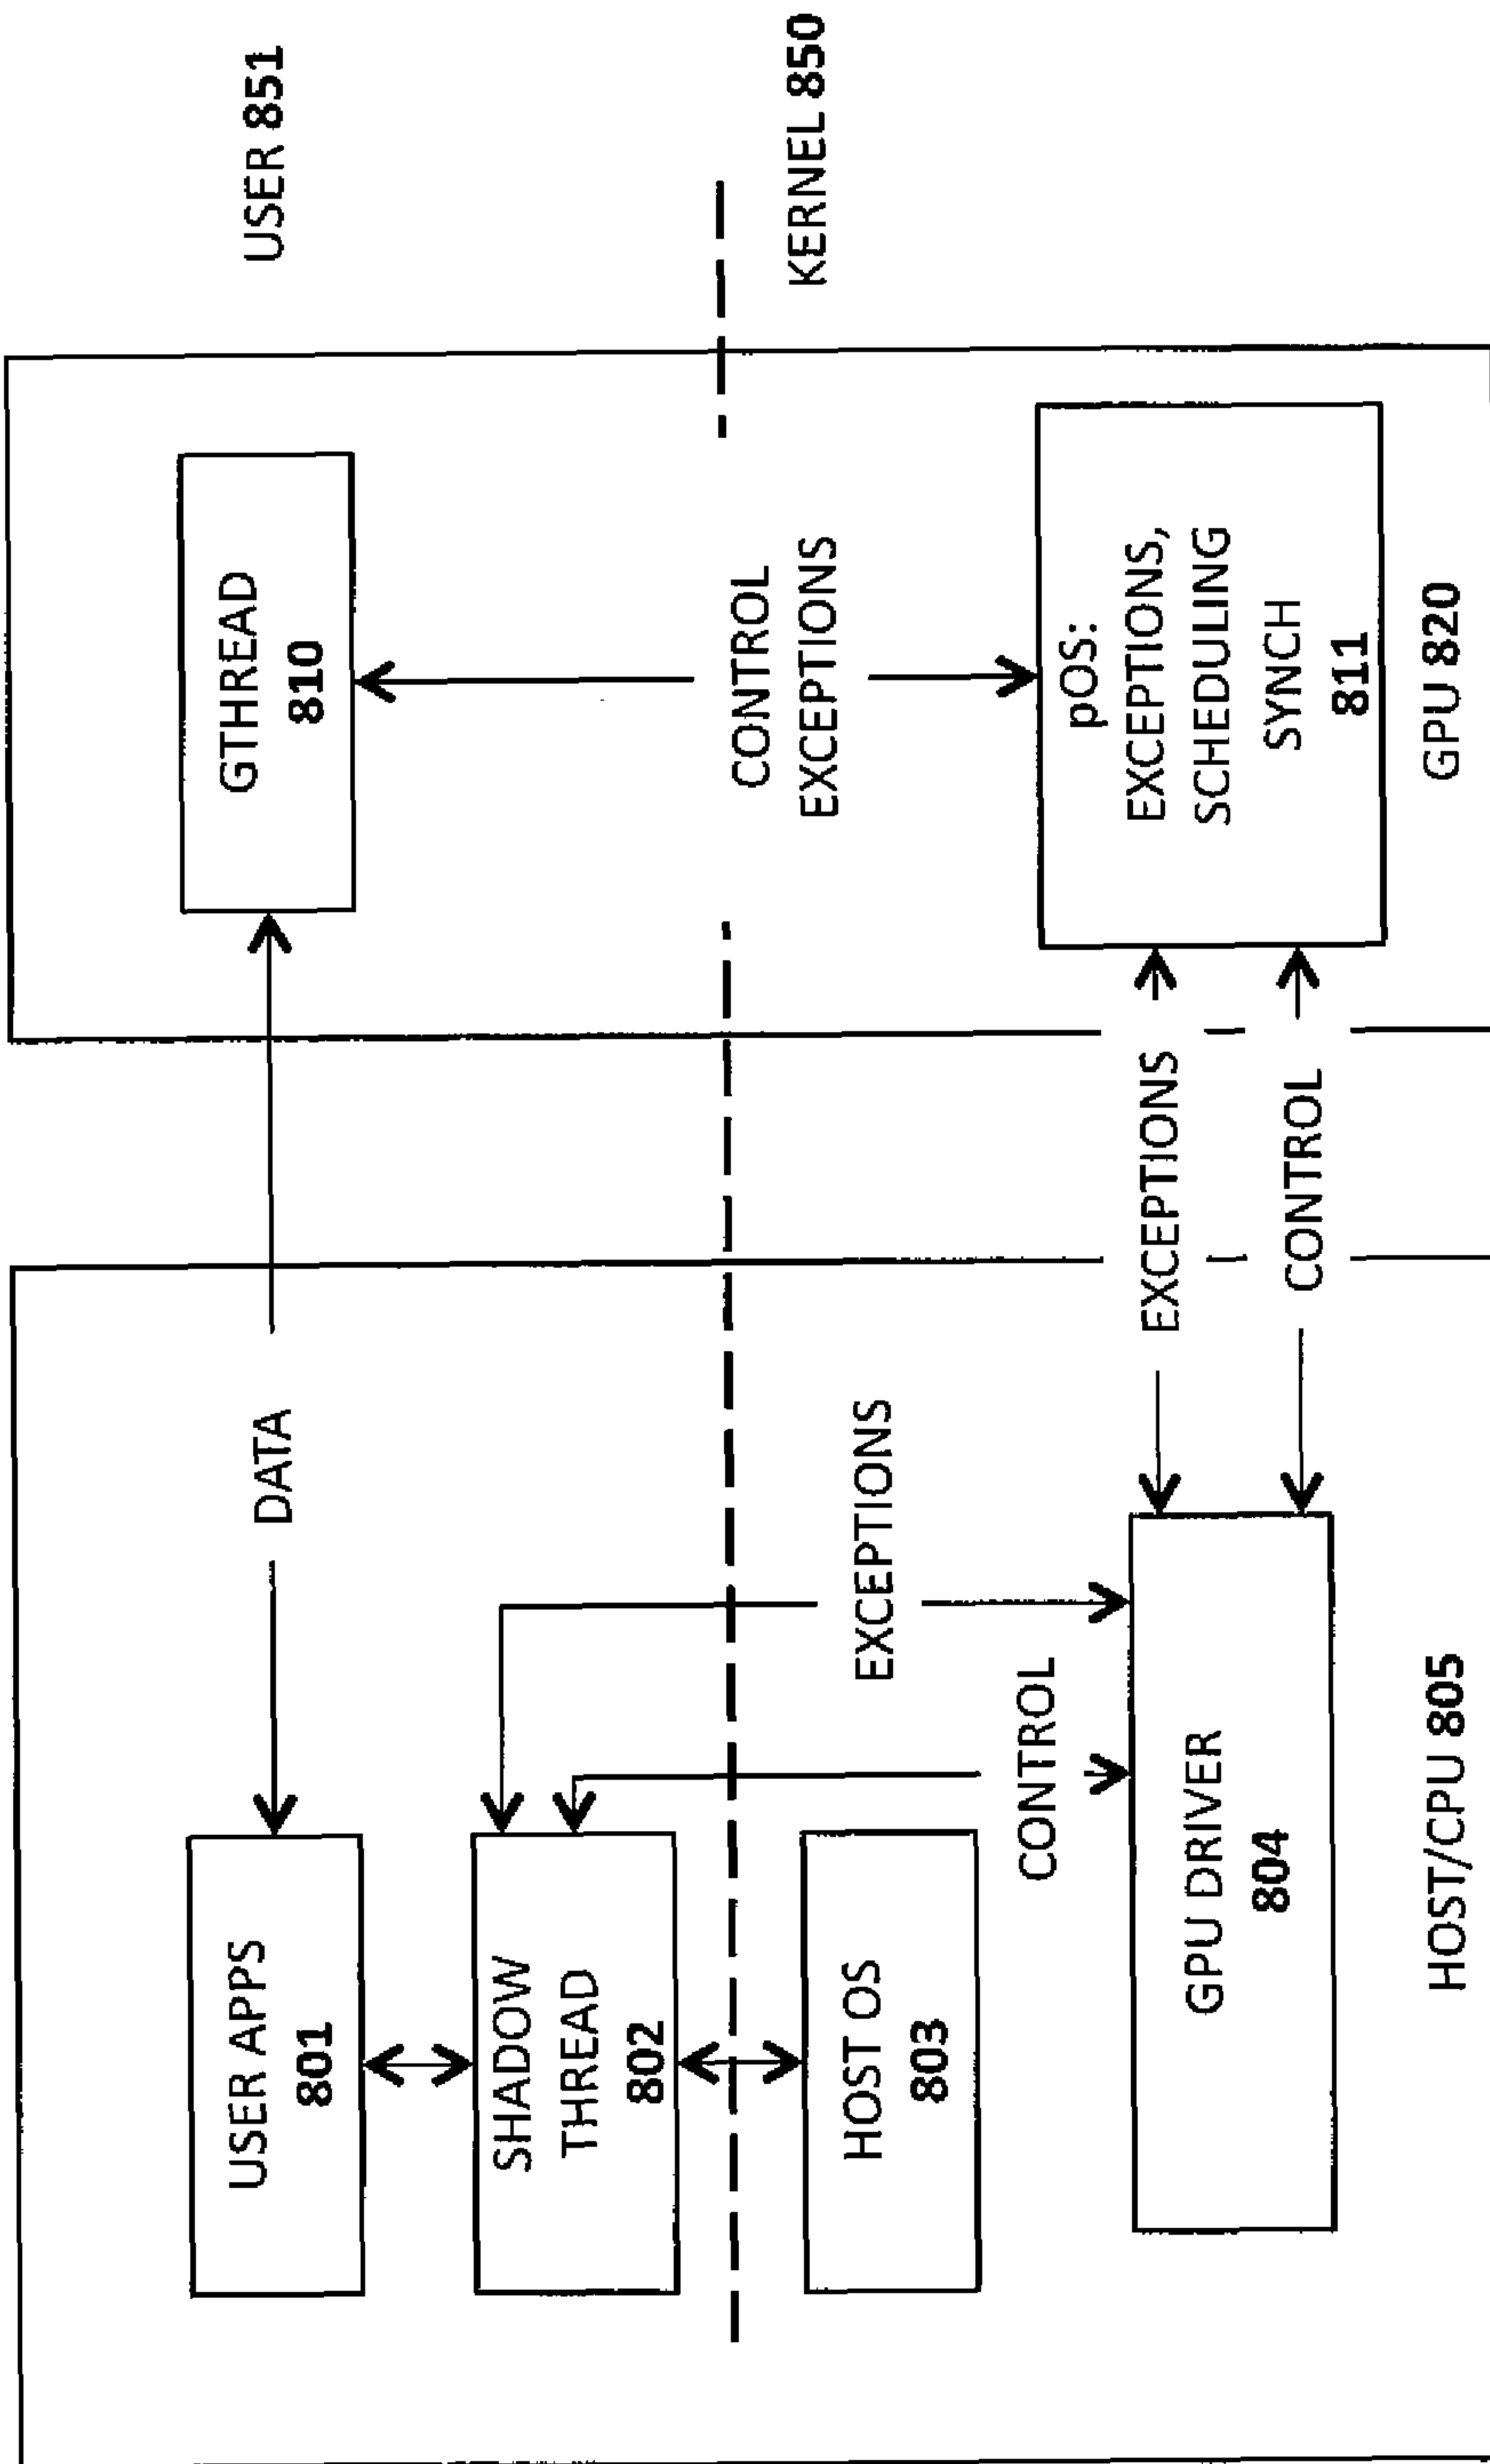 USER APPS
801
SHADOW
THREAD
802
HOST OS
803
GPU DRIVER
804
HOST/CPU 805
DATA
EXCEPTIONS
CONTROL
EXCEPTIONS
CONTROL
GTHREAD
810
CONTROL
EXCEPTIONS
pOS:
EXCEPTIONS,
SCHEDULING
SYNCH
811
GPU 820
USER 851
KERNEL 850